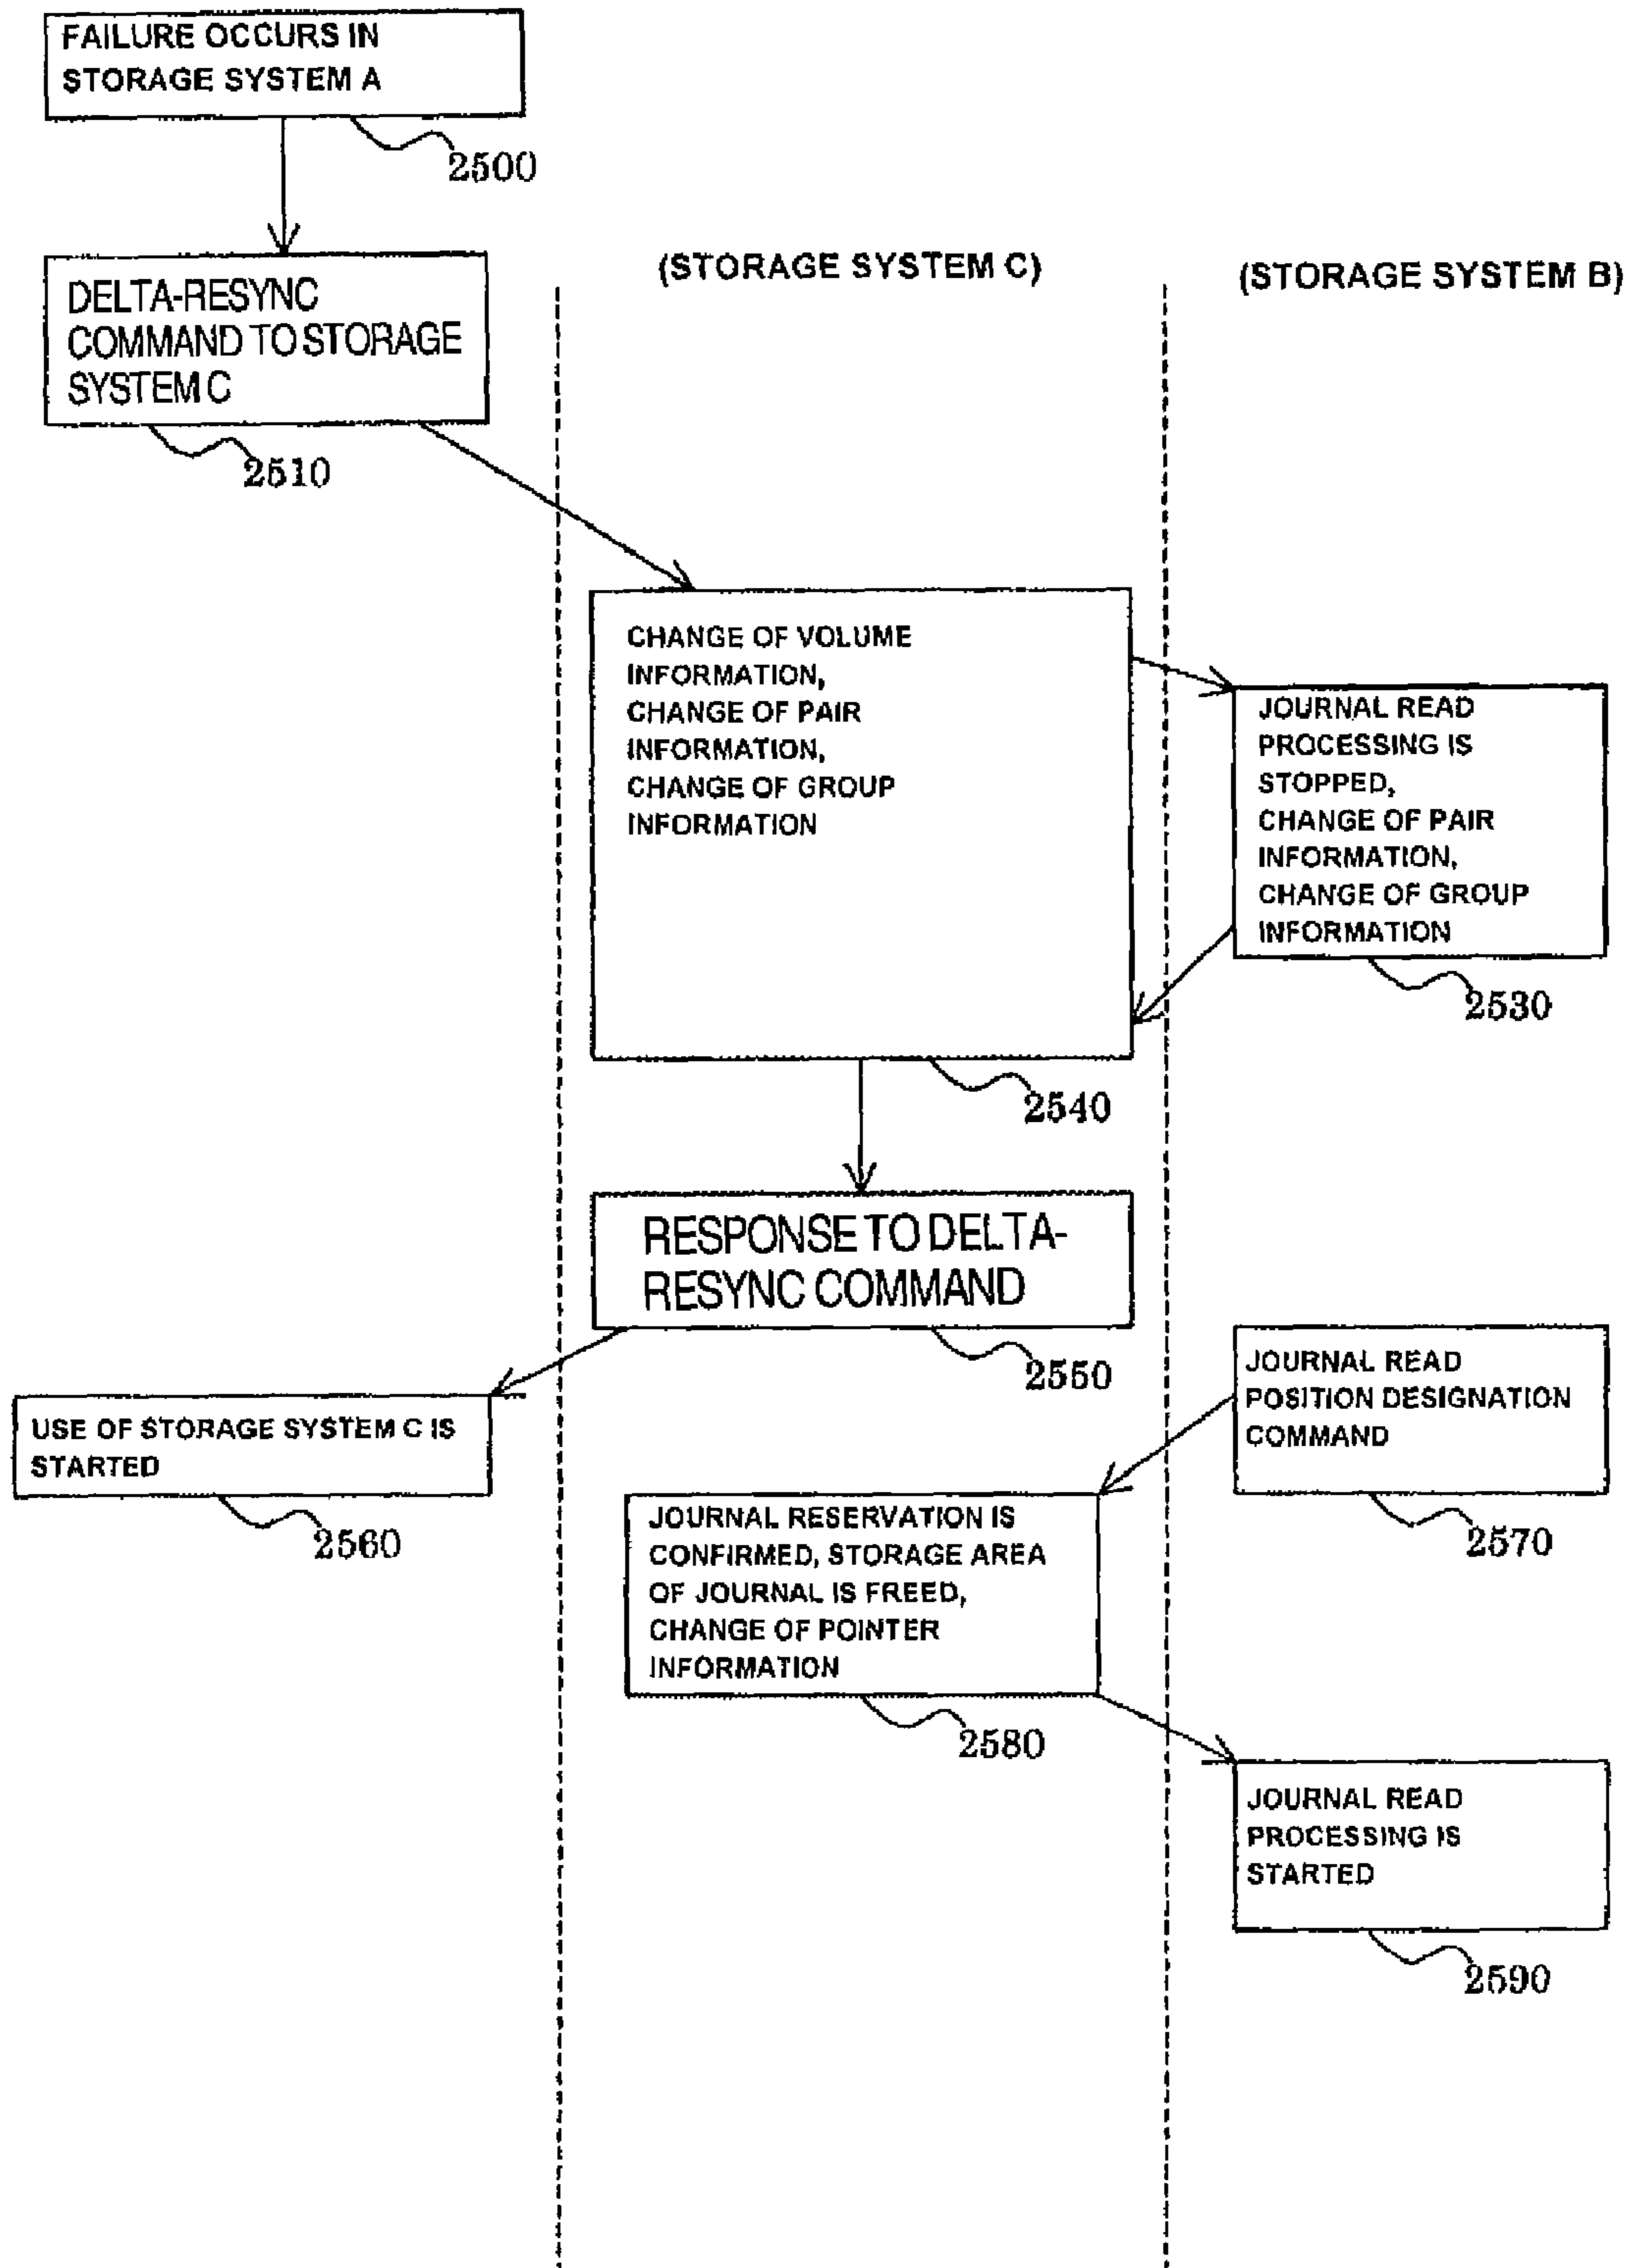 FAILURE OCCURS IN
STORAGE SYSTEM A
2500
DELTA-RESYNC
COMMAND TO STORAGE
SYSTEM C
2510
(STORAGE SYSTEM C)
(STORAGE SYSTEM B)
CHANGE OF VOLUME
INFORMATION,
CHANGE OF PAIR
INFORMATION,
CHANGE OF GROUP
INFORMATION
2540
JOURNAL READ
PROCESSING IS
STOPPED,
CHANGE OF PAIR
INFORMATION,
CHANGE OF GROUP
INFORMATION
2530
RESPONSE TO DELTA-
RESYNC COMMAND
2550
USE OF STORAGE SYSTEM C IS
STARTED
2560
JOURNAL READ
POSITION DESIGNATION
COMMAND
2570
JOURNAL RESERVATION IS
CONFIRMED, STORAGE AREA
OF JOURNAL IS FREED,
CHANGE OF POINTER
INFORMATION
2580
JOURNAL READ
PROCESSING IS
STARTED
2590